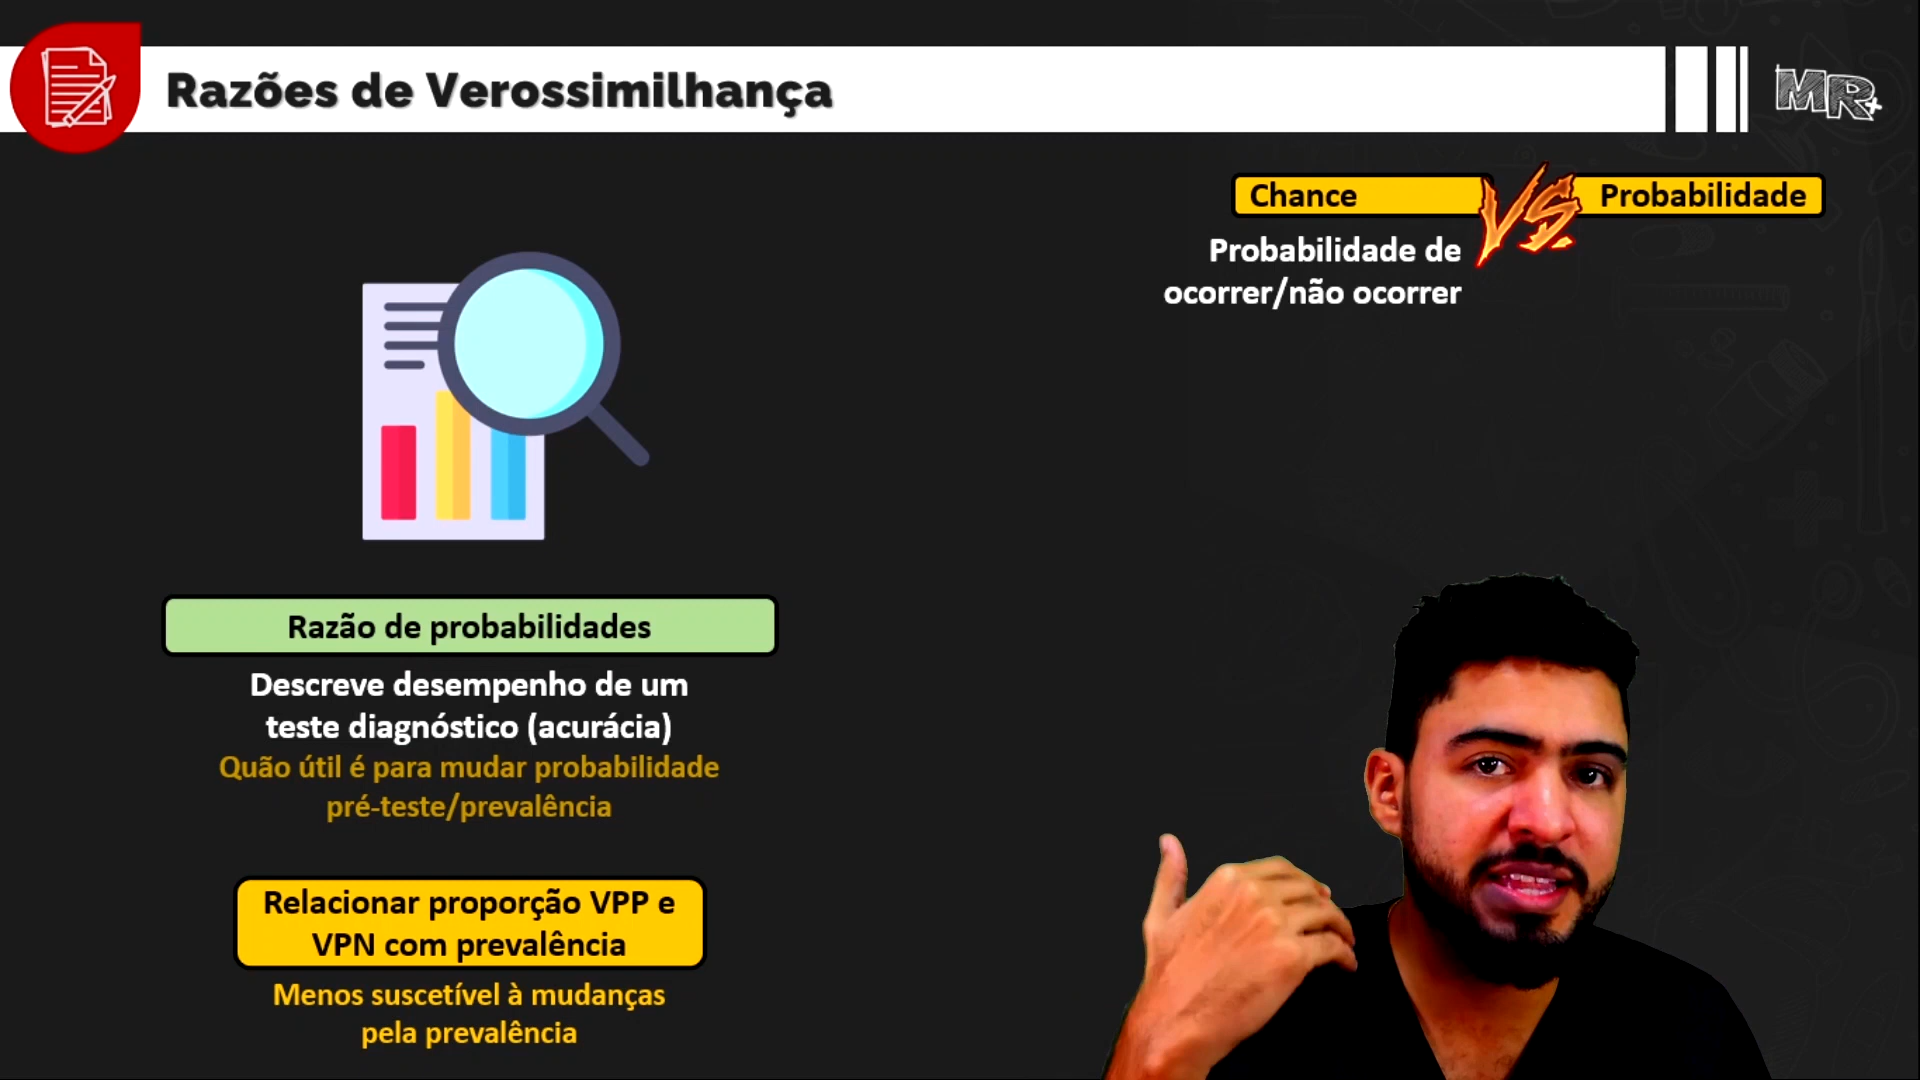 Razões de Verossimilhança
MR+
Chance
VS.
Probabilidade
Probabilidade de
ocorrer/não ocorrer
Razão de probabilidades
Descreve desempenho de um
teste diagnóstico (acurácia)
Quão útil é para mudar probabilidade
pré-teste/prevalência
Relacionar proporção VPP e
VPN com prevalência
Menos suscetível à mudanças
pela prevalência